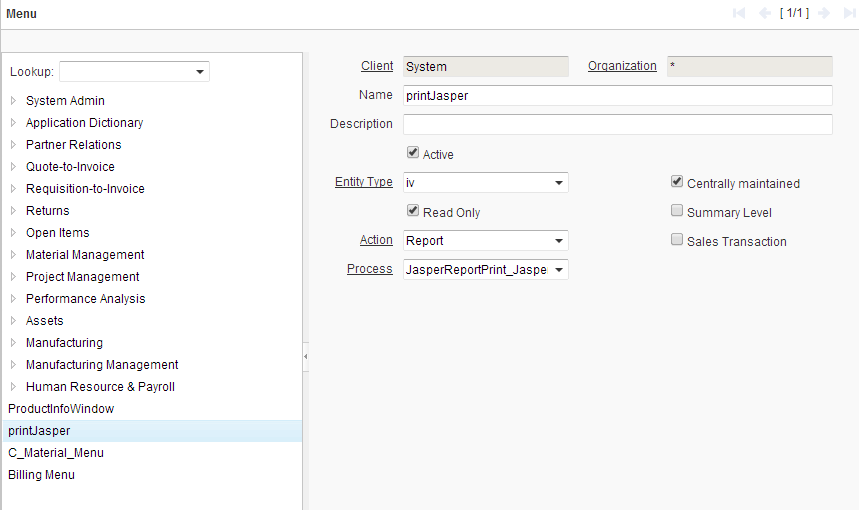 Menu
[ 1/1 ]
Lookup:
System Admin
Application Dictionary
Partner Relations
Quote-to-Invoice
Requisition-to-Invoice
Returns
Open Items
Material Management
Project Management
Performance Analysis
Assets
Manufacturing
Manufacturing Management
Human Resource & Payroll
ProductInfoWindow
printJasper
C_Material_Menu
Billing Menu
Client System Organization *
Name printJasper
Description
Active
Entity Type iv Centrally maintained
Read Only Summary Level
Action Report Sales Transaction
Process JasperReportPrint_Jaspe